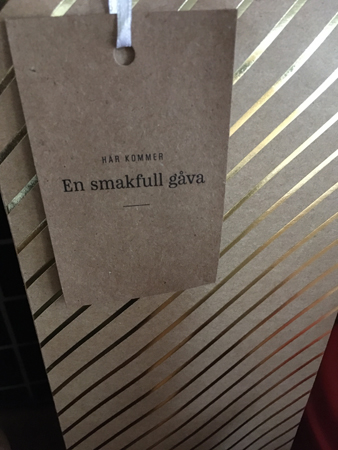 HÄR KOMMER
En smakfull gåva